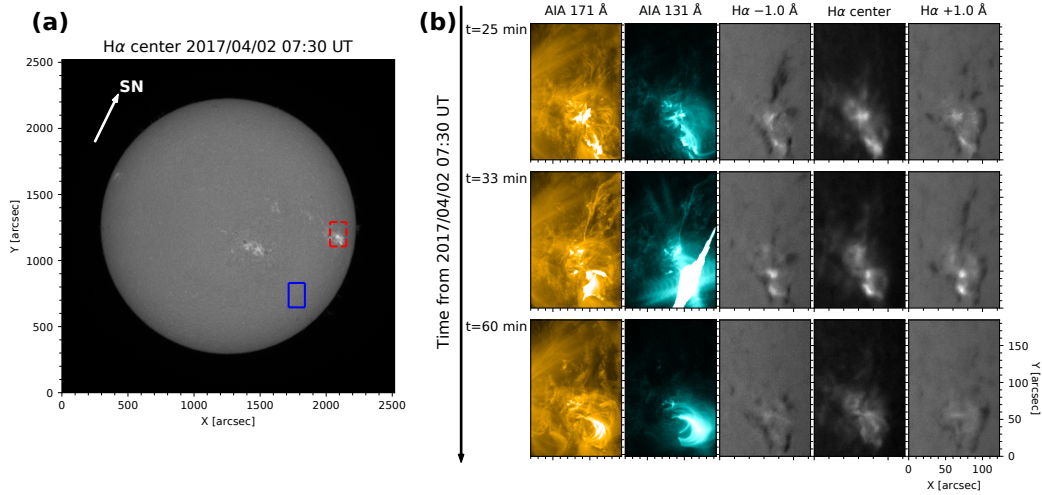 (a)
Hα center 2017/04/02 07:30 UT
SN
2500
2000
1500
1000
500
0
Y [arcsec]
0 500 1000 1500 2000 2500
X [arcsec]
(b)
AIA 171 Å AIA 131 Å Hα −1.0 Å Hα center Hα +1.0 Å
Time from 2017/04/02 07:30 UT
t=25 min
t=33 min
t=60 min
150
100
50
0
Y [arcsec]
0 50 100
X [arcsec]